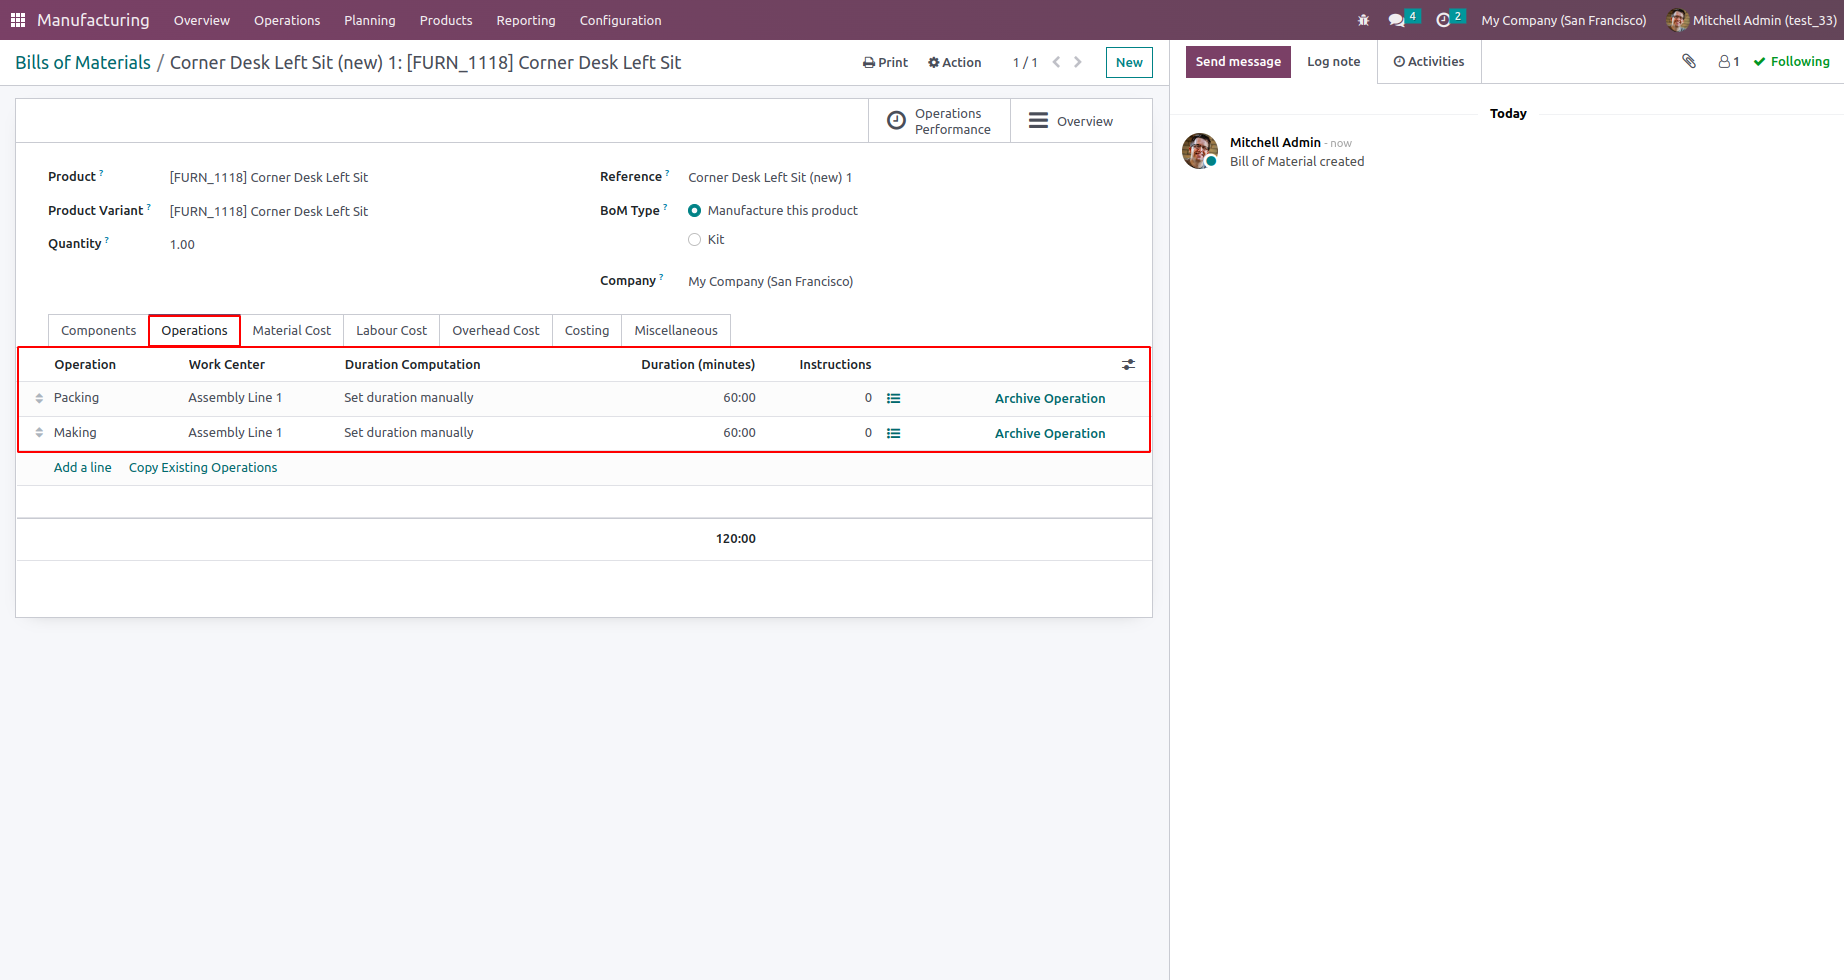 Manufacturing Overview Operations Planning Products Reporting Configuration 4 2 My Company (San Francisco) Mitchell Admin (test_33)
Bills of Materials / Corner Desk Left Sit (new) 1: [FURN_1118] Corner Desk Left Sit Print Action 1 / 1 New
Send message Log note Activities 1 Following
Operations Performance Overview
Product ? [FURN_1118] Corner Desk Left Sit
Product Variant ? [FURN_1118] Corner Desk Left Sit
Quantity ? 1.00
Reference ? Corner Desk Left Sit (new) 1
BoM Type ? Manufacture this product
Kit
Company ? My Company (San Francisco)
Components Operations Material Cost Labour Cost Overhead Cost Costing Miscellaneous
Operation Work Center Duration Computation Duration (minutes) Instructions
Packing Assembly Line 1 Set duration manually 60:00 0 Archive Operation
Making Assembly Line 1 Set duration manually 60:00 0 Archive Operation
Add a line Copy Existing Operations
120:00
Today
Mitchell Admin - now
Bill of Material created